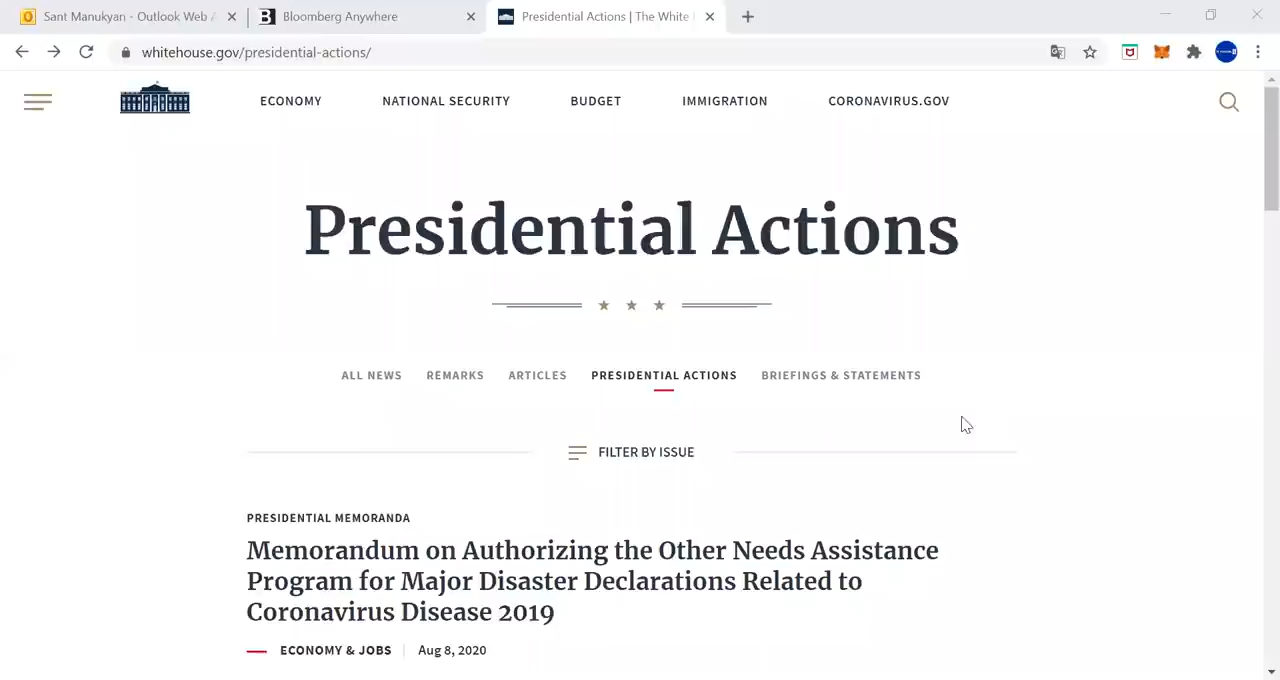 Sant Manukyan - Outlook Web
Bloomberg Anywhere
Presidential Actions | The White
whitehouse.gov/presidential-actions/
ECONOMY NATIONAL SECURITY BUDGET IMMIGRATION CORONAVIRUS.GOV
Presidential Actions
ALL NEWS REMARKS ARTICLES PRESIDENTIAL ACTIONS BRIEFINGS & STATEMENTS
FILTER BY ISSUE
PRESIDENTIAL MEMORANDA
Memorandum on Authorizing the Other Needs Assistance
Program for Major Disaster Declarations Related to
Coronavirus Disease 2019
ECONOMY & JOBS Aug 8, 2020